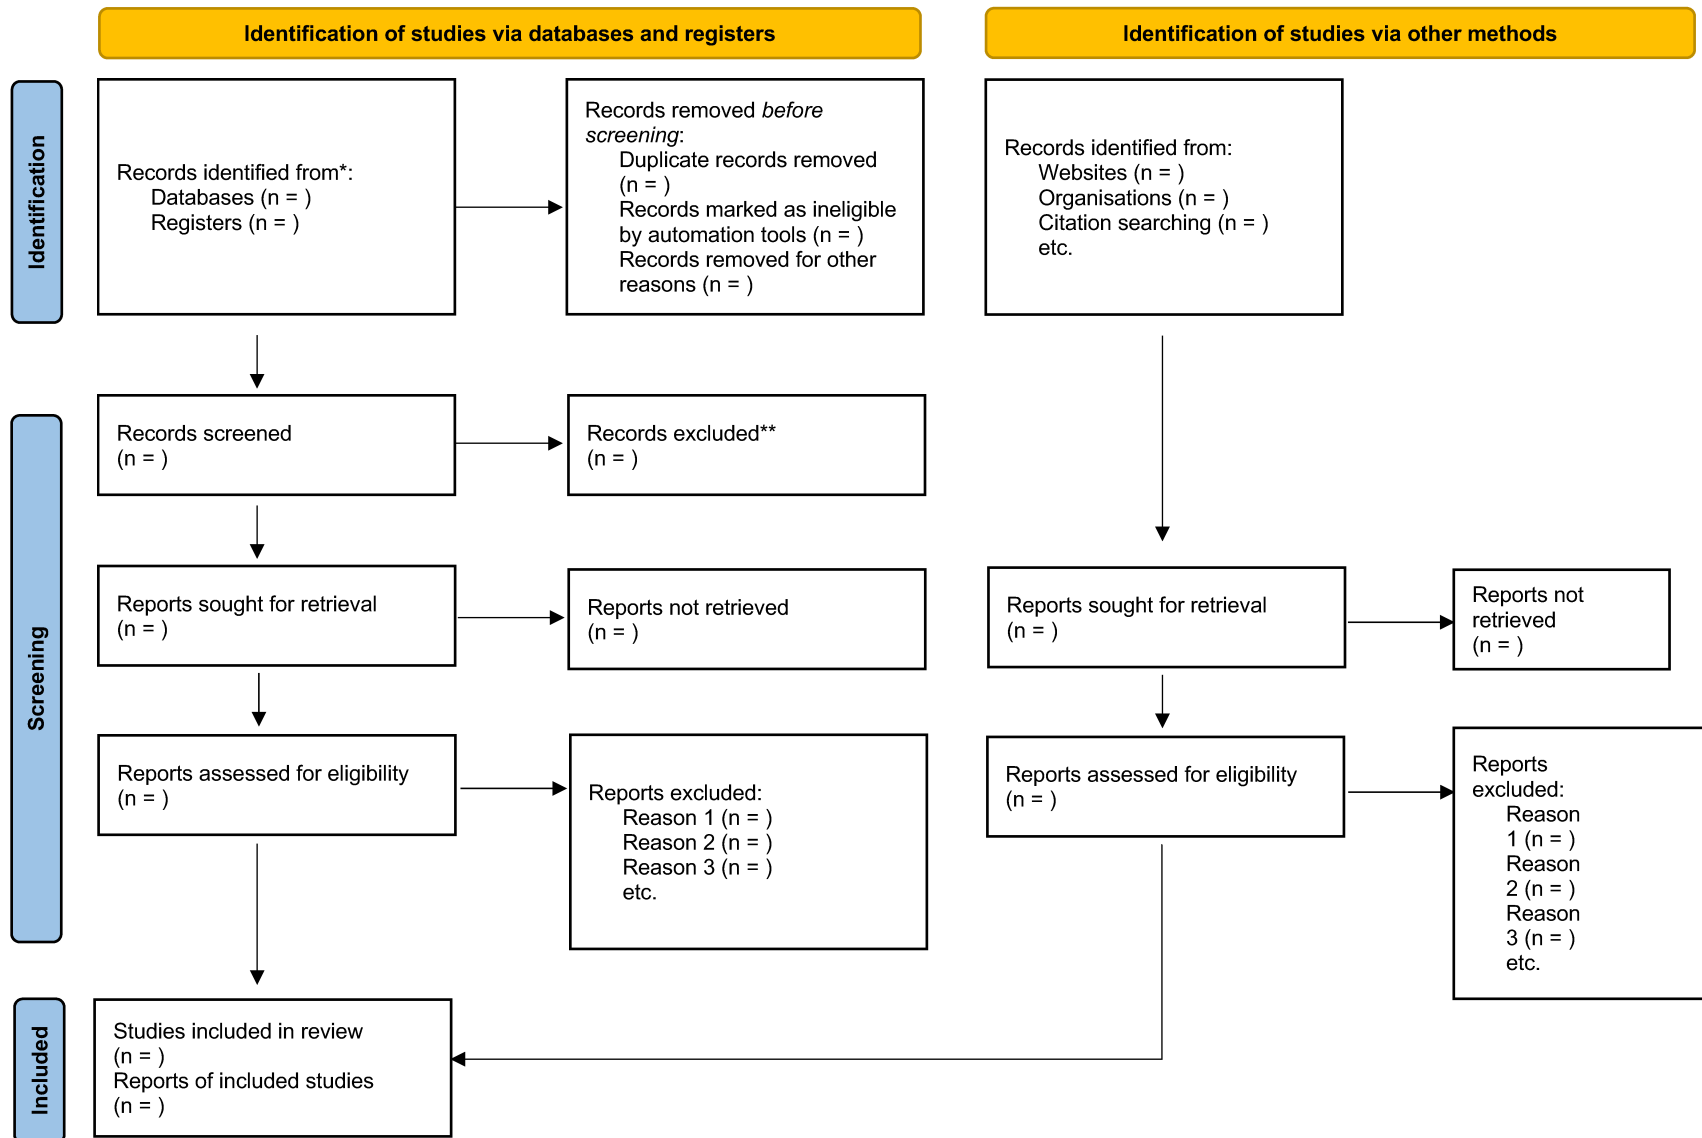 Identification of studies via databases and registers
Identification of studies via other methods
Identification
Records identified from*:
Databases (n = )
Registers (n = )
Records removed before
screening:
Duplicate records removed
(n = )
Records marked as ineligible
by automation tools (n = )
Records removed for other
reasons (n = )
Records identified from:
Websites (n = )
Organisations (n = )
Citation searching (n = )
etc.
Screening
Records screened
(n = )
Records excluded**
(n = )
Reports sought for retrieval
(n = )
Reports not retrieved
(n = )
Reports sought for retrieval
(n = )
Reports not
retrieved
(n = )
Reports assessed for eligibility
(n = )
Reports excluded:
Reason 1 (n = )
Reason 2 (n = )
Reason 3 (n = )
etc.
Reports assessed for eligibility
(n = )
Reports
excluded:
Reason
1 (n = )
Reason
2 (n = )
Reason
3 (n = )
etc.
Included
Studies included in review
(n = )
Reports of included studies
(n = )